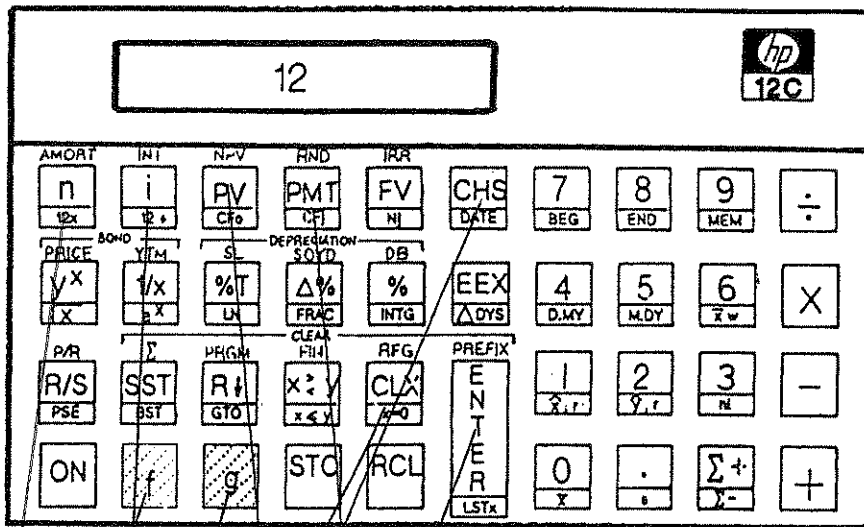 12
hp
12C
AMORT INT NPV RND IRR
n i PV PMT FV CHS 7 8 9 ÷
12x 12÷ CFo CFj Nj DATE BEG END MEM
BOND DEPRECIATION
PRICE YTM SL SOYD DB
yx 1/x %T Δ% % EEX 4 5 6 X
ex LN FRAC INTG ΔDYS D.MY M.DY x̄w
CLEAR
P/R Σ PRGM FIN REG PREFIX
R/S SST R↓ x≷y CLX ENTER 1 2 3 −
PSE BST GTO x≤y x=0 x̂,r ŷ,r n!
ON f g STO RCL 0 . Σ+ +
LSTx x̄ s Σ-